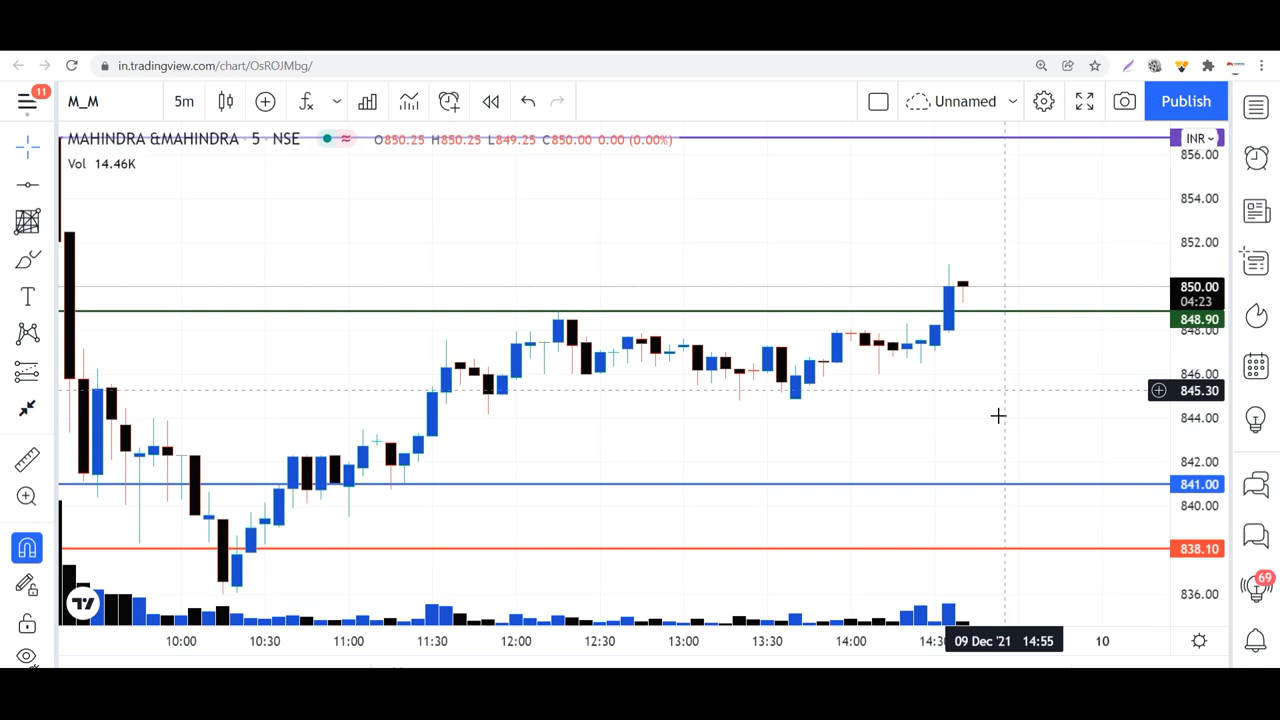 in.tradingview.com/chart/OsROJMbg/
11
M_M
5m
Unnamed
Publish
MAHINDRA &MAHINDRA · 5 · NSE
O850.25 H850.25 L849.25 C850.00 0.00 (0.00%)
INR
Vol 14.46K
856.00
854.00
852.00
850.00
04:23
848.90
848.00
846.00
845.30
844.00
842.00
841.00
840.00
838.10
69
836.00
10:00 10:30 11:00 11:30 12:00 12:30 13:00 13:30 14:00 14:3 09 Dec '21 14:55 10